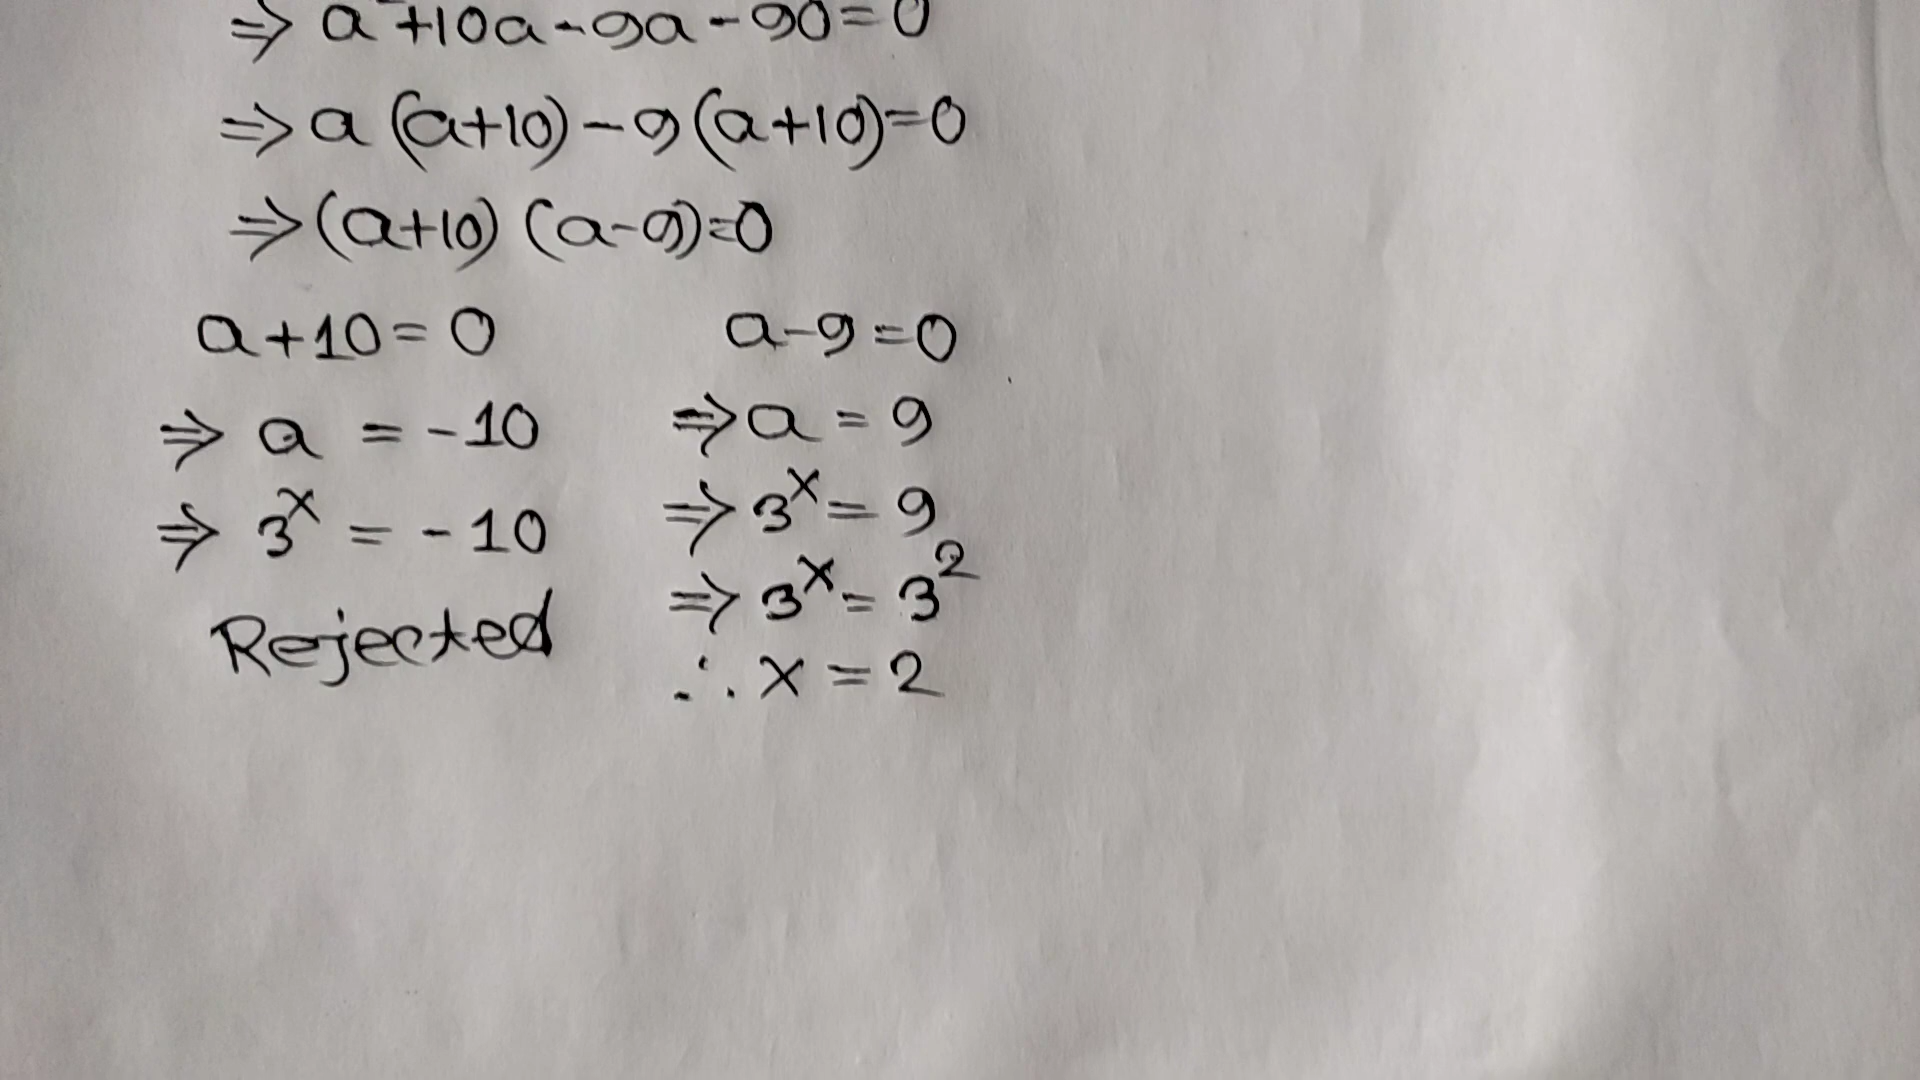 ⇒ a²+10a-9a-90=0
⇒ a(a+10)-9(a+10)=0
⇒ (a+10)(a-9)=0
a+10=0
⇒ a = -10
⇒ 3ˣ = -10
Rejected
a-9=0
⇒ a = 9
⇒ 3ˣ = 9
⇒ 3ˣ = 3²
∴ x = 2